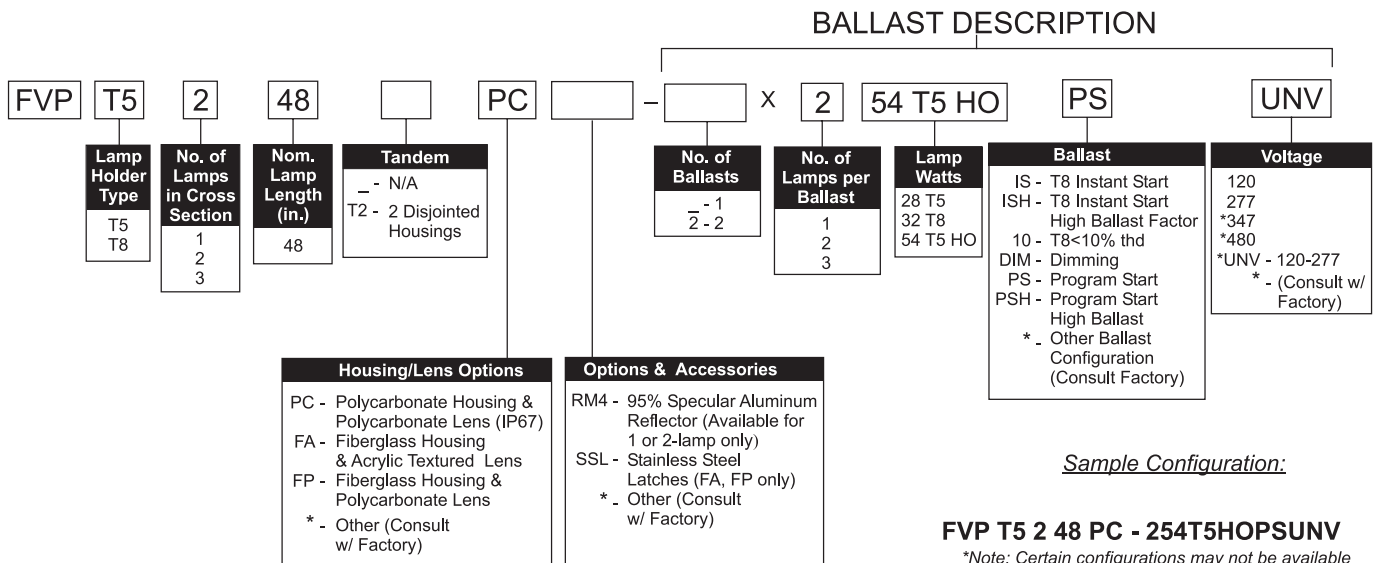 BALLAST DESCRIPTION
FVP T5 2 48 PC - X 2 54 T5 HO PS UNV
Lamp
Holder
Type
T5
T8
No. of
Lamps
in Cross
Section
1
2
3
Nom.
Lamp
Length
(in.)
48
Tandem
_ - N/A
T2 - 2 Disjointed
Housings
No. of
Ballasts
_ - 1
2 - 2
No. of
Lamps per
Ballast
1
2
3
Lamp
Watts
28 T5
32 T8
54 T5 HO
Ballast
IS - T8 Instant Start
ISH - T8 Instant Start
High Ballast Factor
10 - T8<10% thd
DIM - Dimming
PS - Program Start
PSH - Program Start
High Ballast
* - Other Ballast
Configuration
(Consult Factory)
Voltage
120
277
*347
*480
*UNV - 120-277
* - (Consult w/
Factory)
Housing/Lens Options
PC - Polycarbonate Housing &
Polycarbonate Lens (IP67)
FA - Fiberglass Housing
& Acrylic Textured Lens
FP - Fiberglass Housing &
Polycarbonate Lens
* - Other (Consult
w/ Factory)
Options & Accessories
RM4 - 95% Specular Aluminum
Reflector (Available for
1 or 2-lamp only)
SSL - Stainless Steel
Latches (FA, FP only)
* - Other (Consult
w/ Factory)
Sample Configuration:
FVP T5 2 48 PC - 254T5HOPSUNV
*Note: Certain configurations may not be available